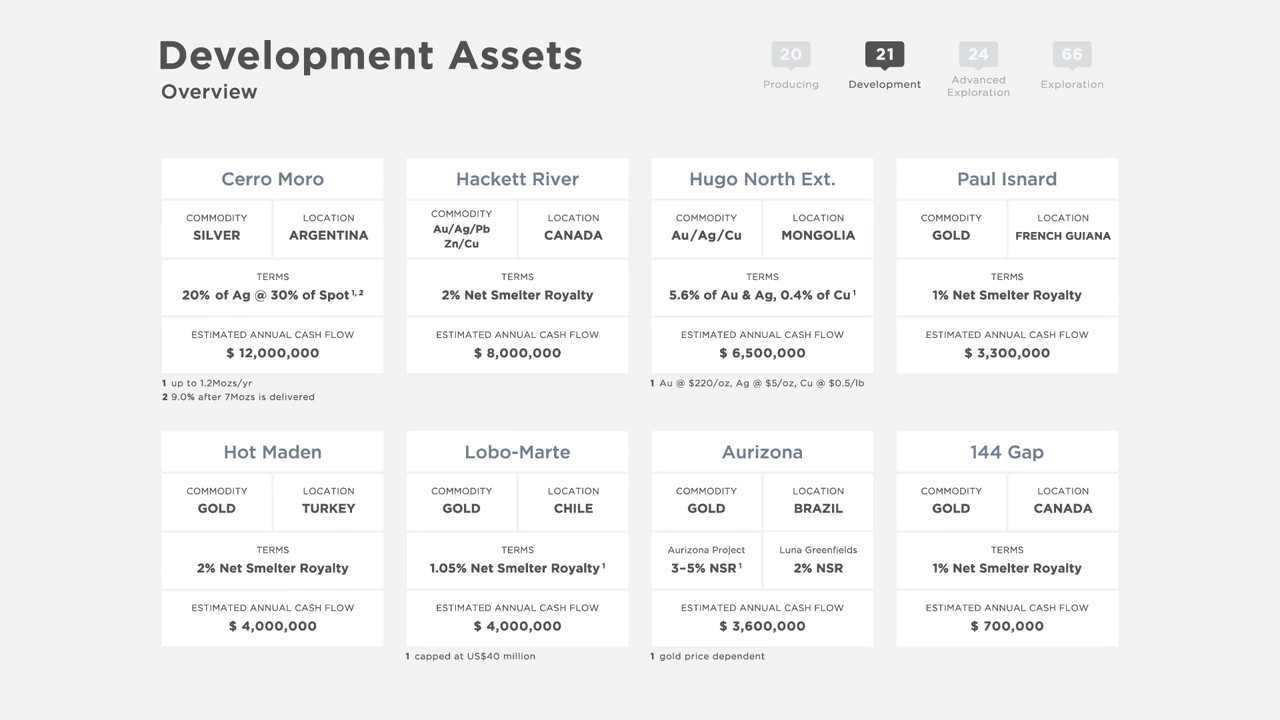 Development Assets
Overview
20
Producing
21
Development
24
Advanced
Exploration
66
Exploration
Cerro Moro
COMMODITY
SILVER
LOCATION
ARGENTINA
TERMS
20% of Ag @ 30% of Spot¹, ²
ESTIMATED ANNUAL CASH FLOW
$ 12,000,000
1 up to 1.2Mozs/yr
2 9.0% after 7Mozs is delivered
Hackett River
COMMODITY
Au/Ag/Pb
Zn/Cu
LOCATION
CANADA
TERMS
2% Net Smelter Royalty
ESTIMATED ANNUAL CASH FLOW
$ 8,000,000
Hugo North Ext.
COMMODITY
Au/Ag/Cu
LOCATION
MONGOLIA
TERMS
5.6% of Au & Ag, 0.4% of Cu¹
ESTIMATED ANNUAL CASH FLOW
$ 6,500,000
1 Au @ $220/oz, Ag @ $5/oz, Cu @ $0.5/lb
Paul Isnard
COMMODITY
GOLD
LOCATION
FRENCH GUIANA
TERMS
1% Net Smelter Royalty
ESTIMATED ANNUAL CASH FLOW
$ 3,300,000
Hot Maden
COMMODITY
GOLD
LOCATION
TURKEY
TERMS
2% Net Smelter Royalty
ESTIMATED ANNUAL CASH FLOW
$ 4,000,000
Lobo-Marte
COMMODITY
GOLD
LOCATION
CHILE
TERMS
1.05% Net Smelter Royalty¹
ESTIMATED ANNUAL CASH FLOW
$ 4,000,000
1 capped at US$40 million
Aurizona
COMMODITY
GOLD
LOCATION
BRAZIL
Aurizona Project
3–5% NSR¹
Luna Greenfields
2% NSR
ESTIMATED ANNUAL CASH FLOW
$ 3,600,000
1 gold price dependent
144 Gap
COMMODITY
GOLD
LOCATION
CANADA
TERMS
1% Net Smelter Royalty
ESTIMATED ANNUAL CASH FLOW
$ 700,000